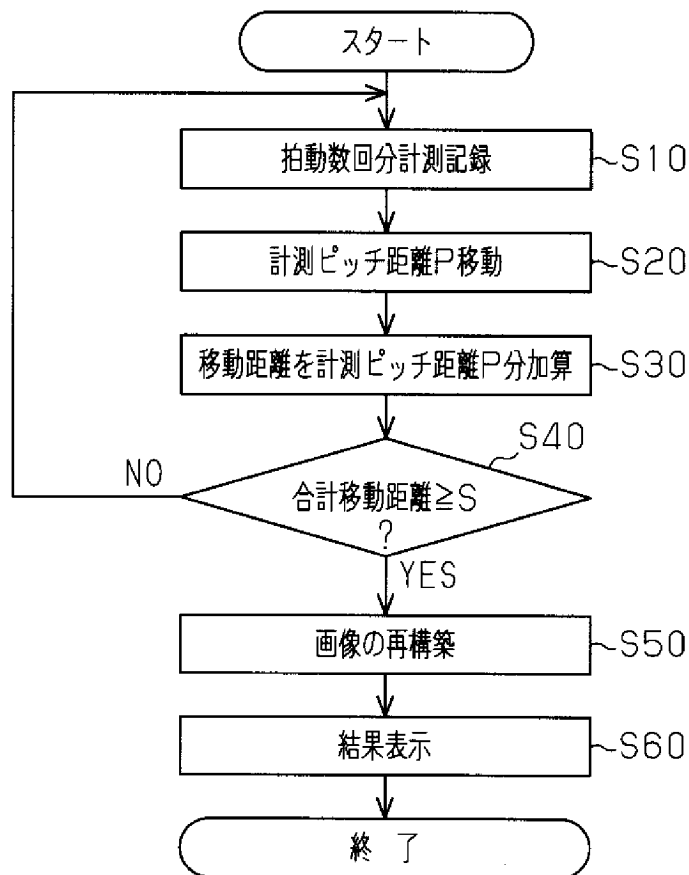 スタート
拍動数回分計測記録
S10
計測ピッチ距離P移動
S20
移動距離を計測ピッチ距離P分加算
S30
S40
NO
合計移動距離≧S
?
YES
画像の再構築
S50
結果表示
S60
終 了